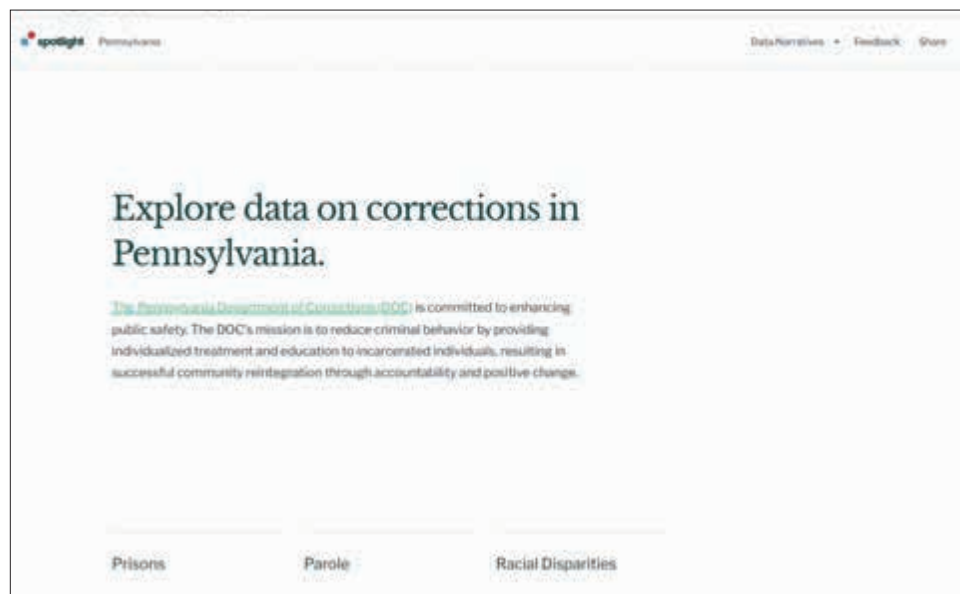 spotlight Pennsylvania
Data Narratives Feedback Share
Explore data on corrections in
Pennsylvania.
The Pennsylvania Department of Corrections (DOC) is committed to enhancing
public safety. The DOC's mission is to reduce criminal behavior by providing
individualized treatment and education to incarcerated individuals, resulting in
successful community reintegration through accountability and positive change.
Prisons
Parole
Racial Disparities